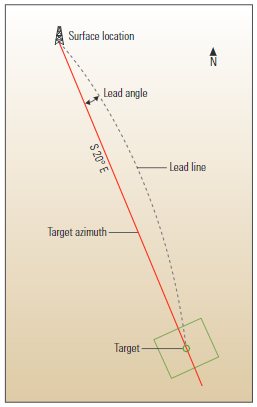 Surface location
N
Lead angle
S 20° E
Lead line
Target azimuth
Target